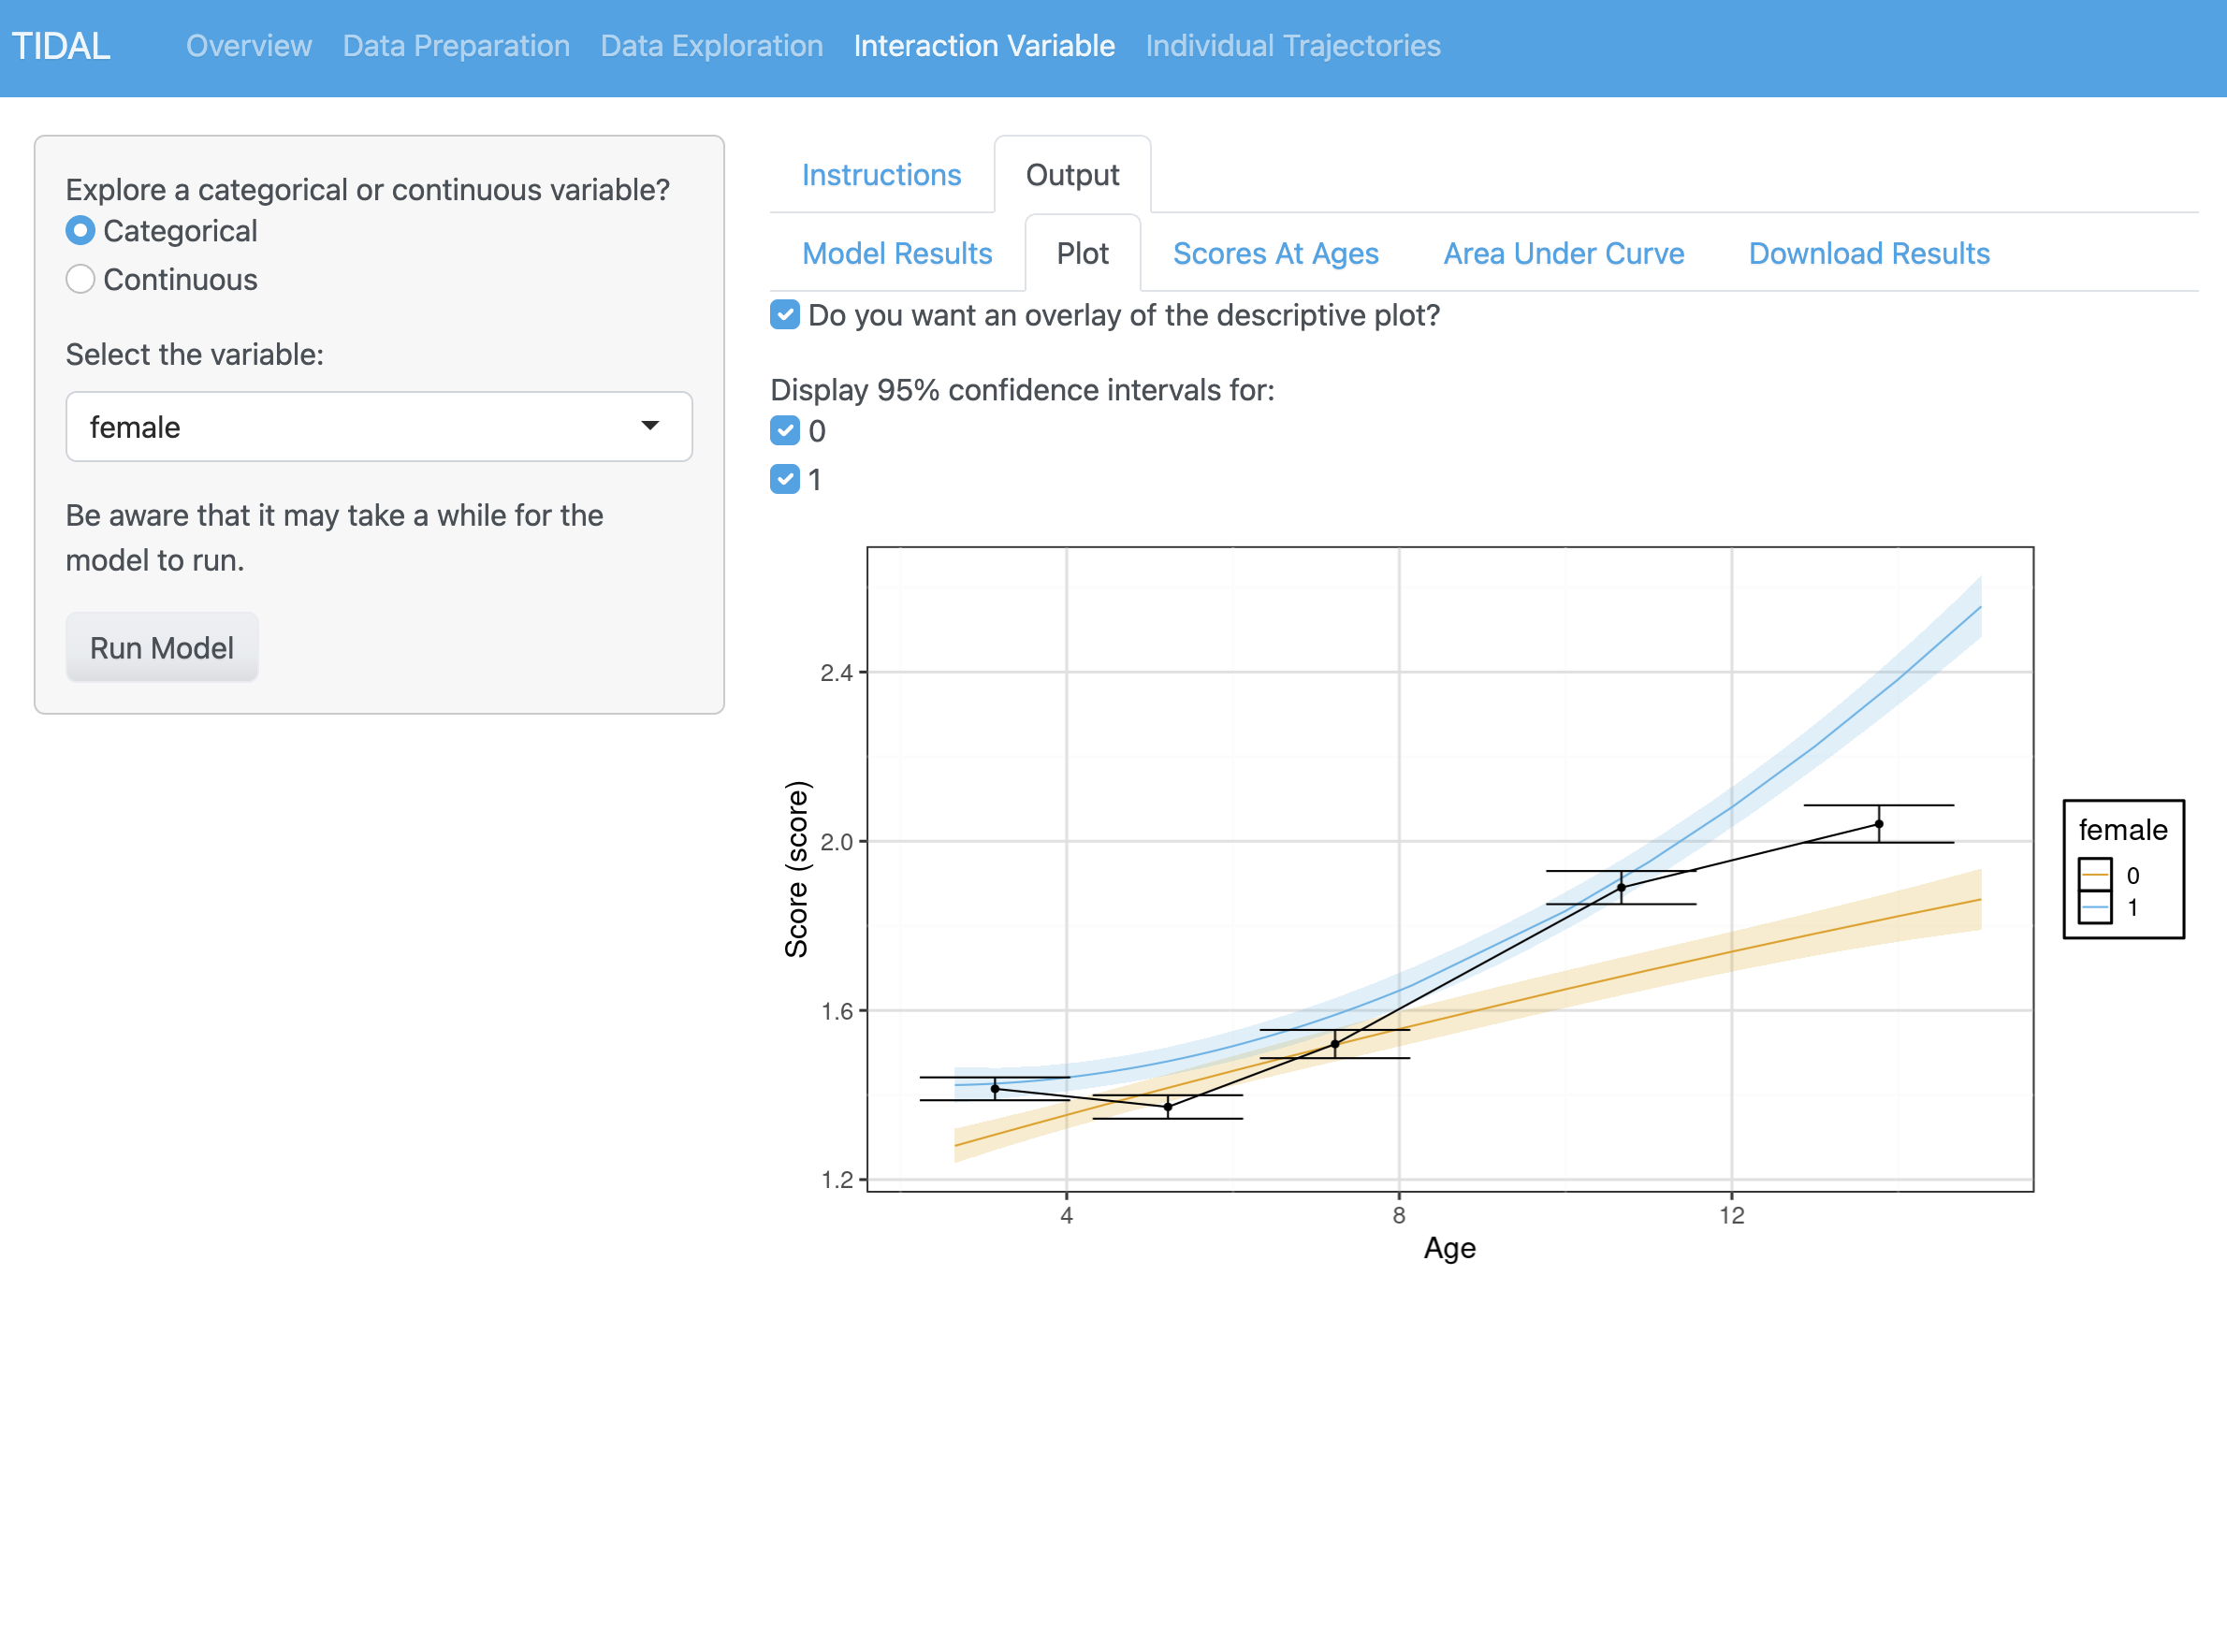 TIDAL Overview Data Preparation Data Exploration Interaction Variable Individual Trajectories
Explore a categorical or continuous variable?
Categorical
Continuous
Select the variable:
female
Be aware that it may take a while for the
model to run.
Run Model
Instructions Output
Model Results Plot Scores At Ages Area Under Curve Download Results
Do you want an overlay of the descriptive plot?
Display 95% confidence intervals for:
0
1
2.4
2.0
1.6
1.2
Score (score)
4 8 12
Age
female
0
1